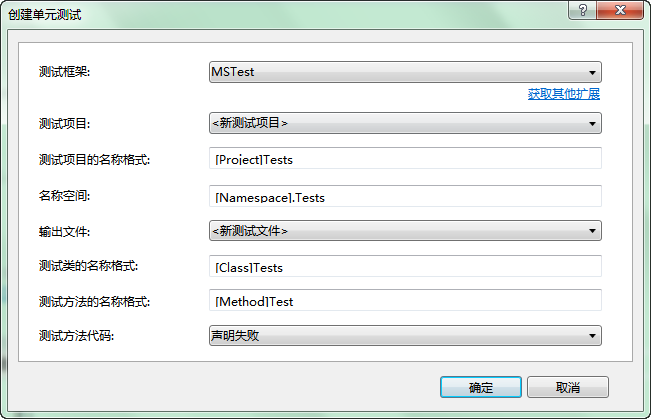 创建单元测试
测试框架: MSTest
获取其他扩展
测试项目: <新测试项目>
测试项目的名称格式: [Project]Tests
名称空间: [Namespace].Tests
输出文件: <新测试文件>
测试类的名称格式: [Class]Tests
测试方法的名称格式: [Method]Test
测试方法代码: 声明失败
确定 取消